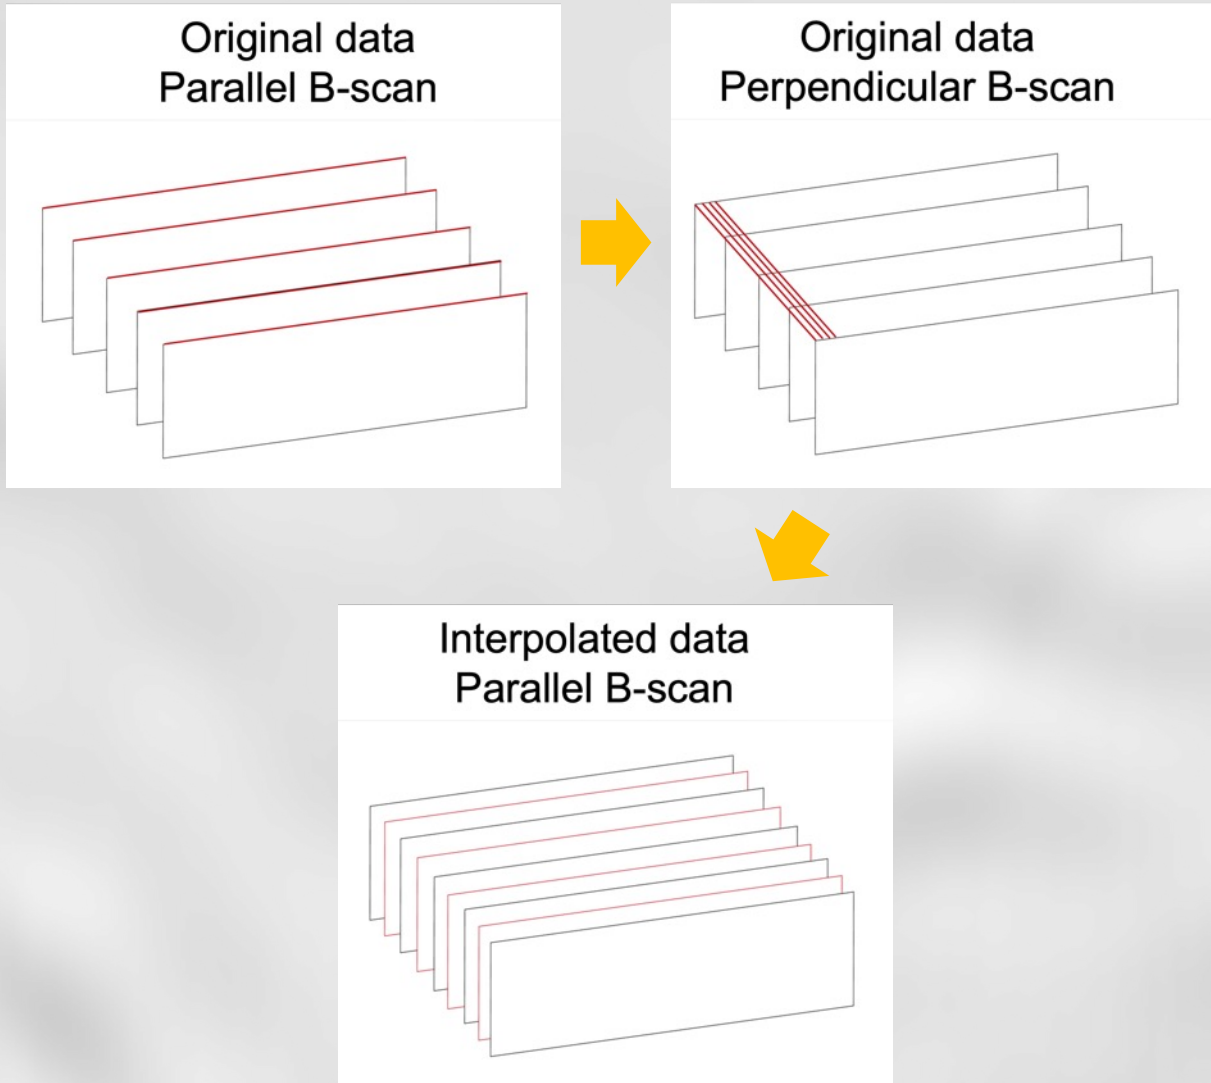 Original data
Parallel B-scan
Original data
Perpendicular B-scan
Interpolated data
Parallel B-scan